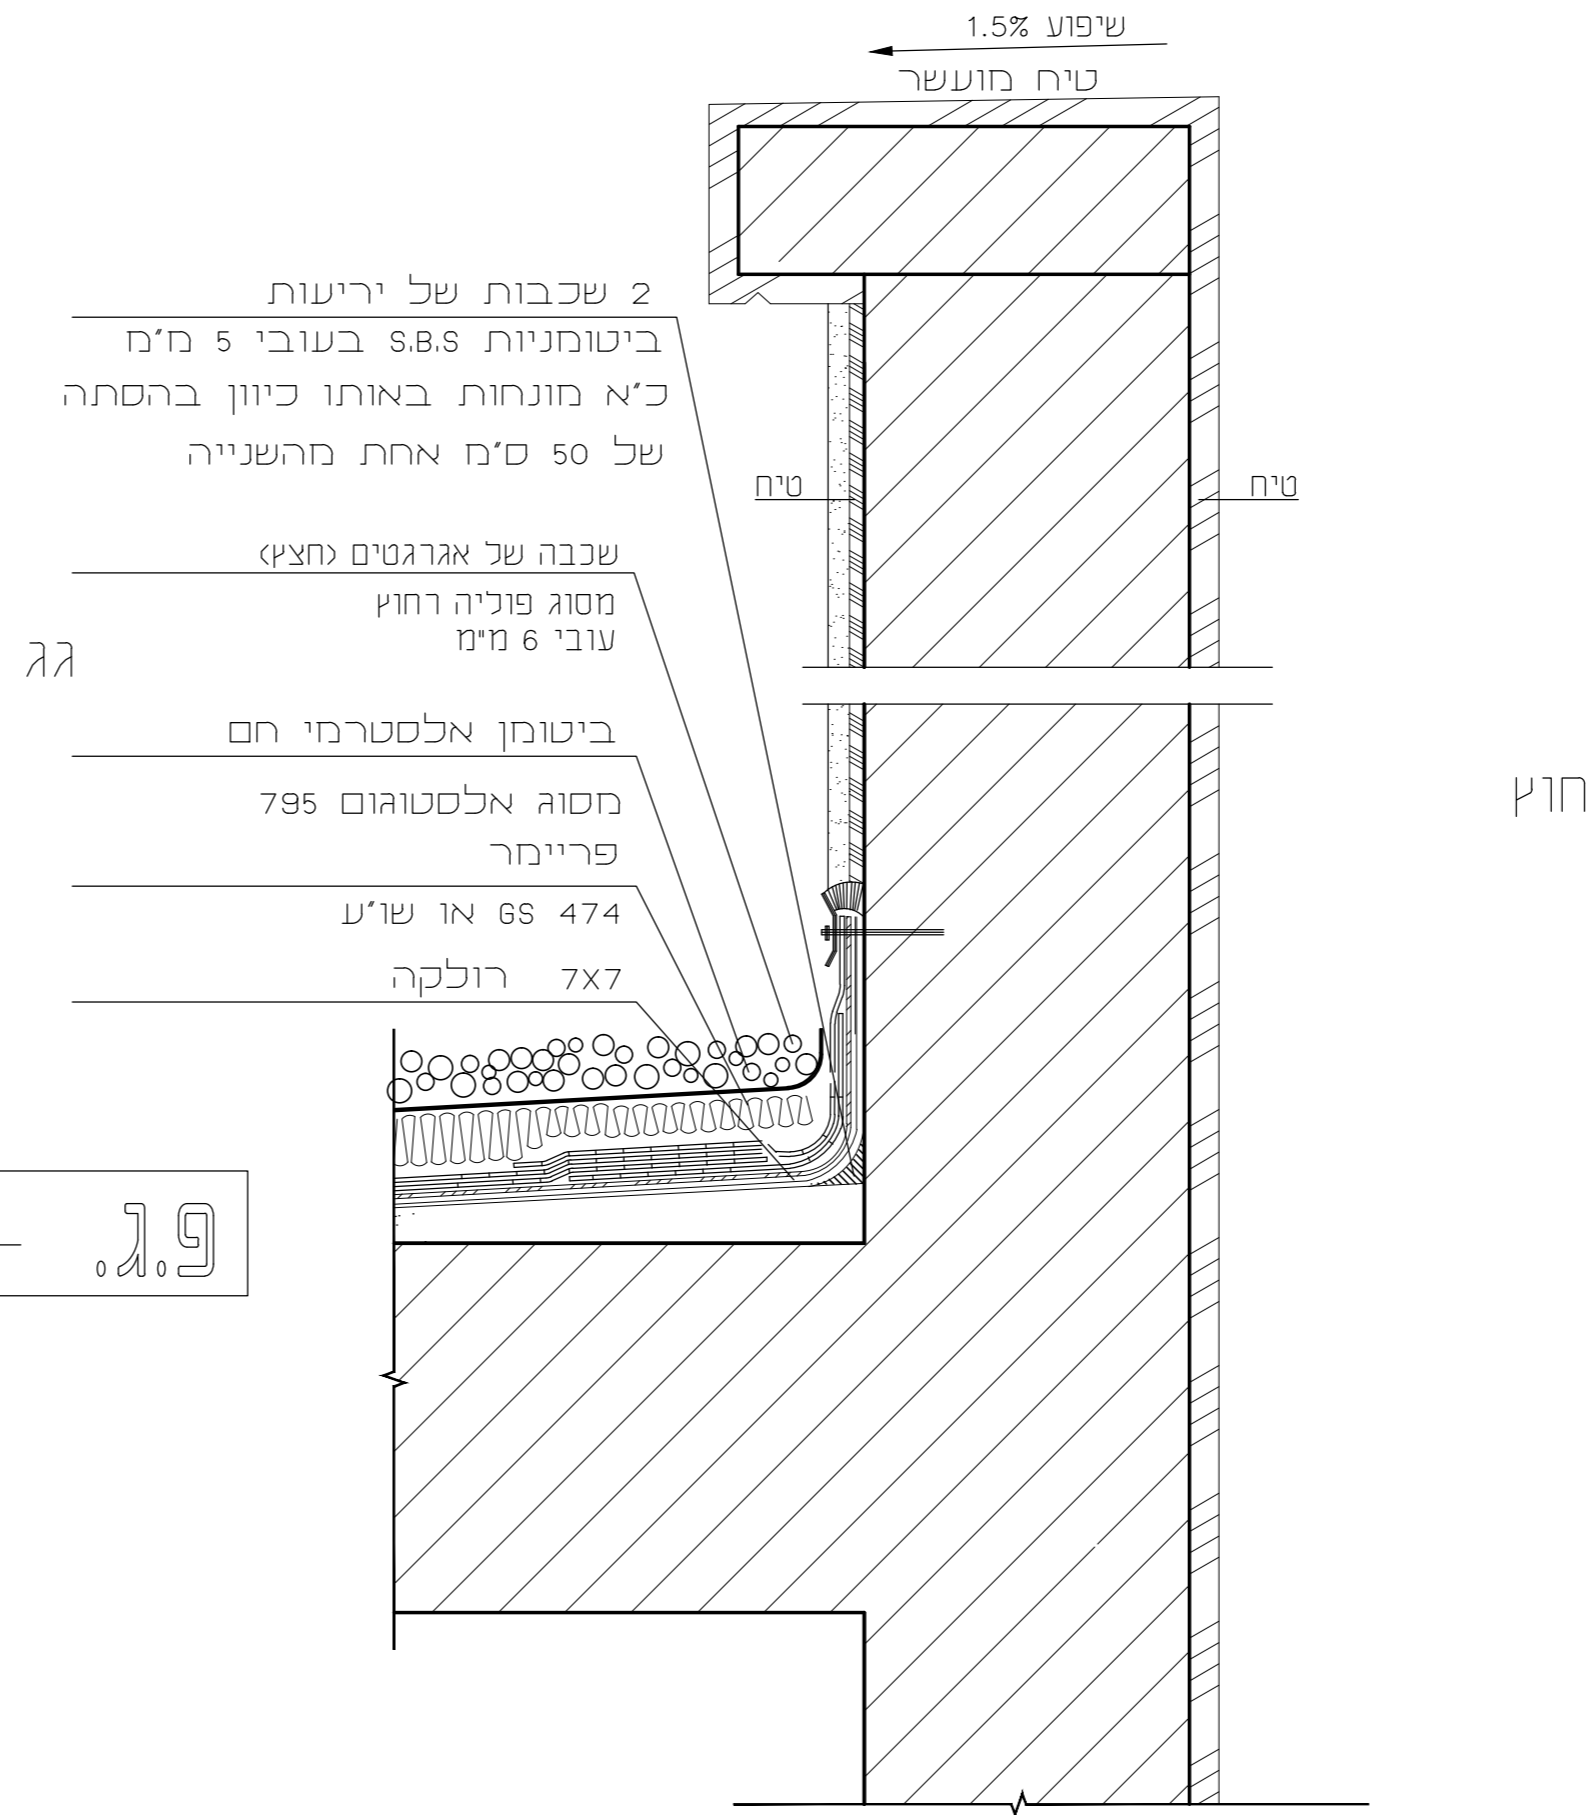 שיפוע 1.5%
טיח מועשר
2 שכבות של יריעות
ביטומניות S.B.S בעובי 5 מ"מ
כ"א מונחות באותו כיוון בהסתה
של 50 ס"מ אחת מהשנייה
טיח
טיח
שכבה של אגרגטים (חצץ)
מסוג פוליה רחוץ
עובי 6 מ"מ
גג
ביטומן אלסטרמי חם
מסוג אלסטוגום 795
פריימר
GS 474 או שו"ע
7X7 רולקה
חוץ
פ.ג. –